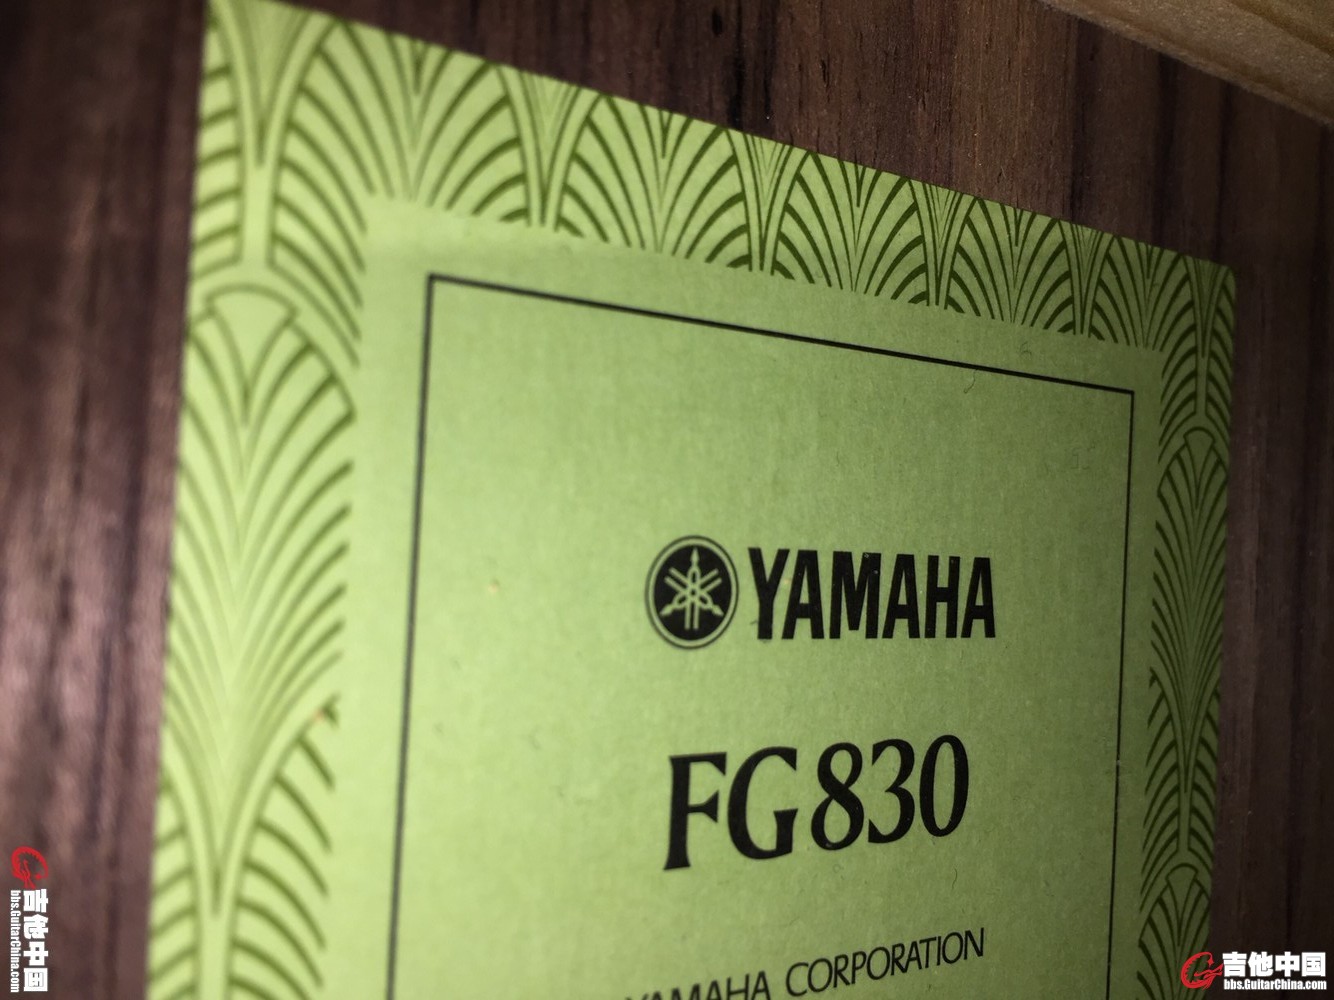 YAMAHA
FG830
YAMAHA CORPORATION
吉他中国
bbs.GuitarChina.com
吉他中国
bbs.GuitarChina.com